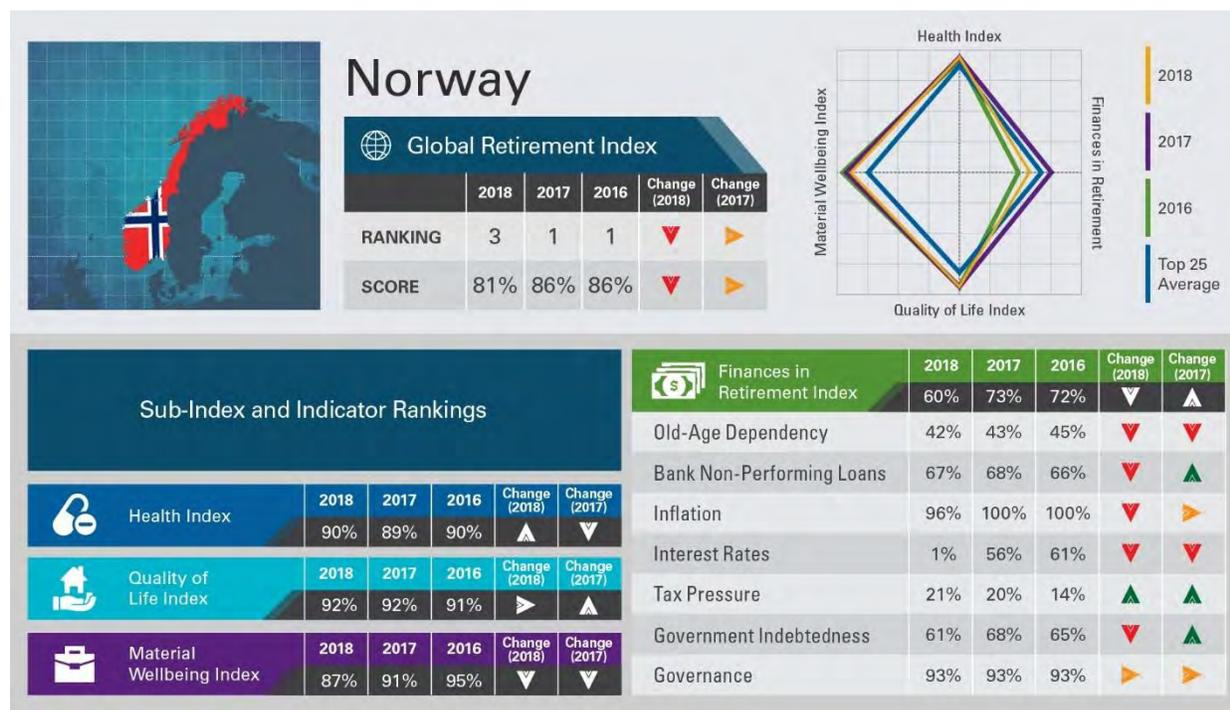 Norway
Global Retirement Index
2018 2017 2016 Change (2018) Change (2017)
RANKING 3 1 1
SCORE 81% 86% 86%
Health Index
Material Wellbeing Index
Finances in Retirement
Quality of Life Index
2018
2017
2016
Top 25
Average
Sub-Index and Indicator Rankings
Health Index
2018 2017 2016 Change (2018) Change (2017)
90% 89% 90%
Quality of
Life Index
2018 2017 2016 Change (2018) Change (2017)
92% 92% 91%
Material
Wellbeing Index
2018 2017 2016 Change (2018) Change (2017)
87% 91% 95%
$
Finances in
Retirement Index
2018 2017 2016 Change (2018) Change (2017)
60% 73% 72%
Old-Age Dependency 42% 43% 45%
Bank Non-Performing Loans 67% 68% 66%
Inflation 96% 100% 100%
Interest Rates 1% 56% 61%
Tax Pressure 21% 20% 14%
Government Indebtedness 61% 68% 65%
Governance 93% 93% 93%